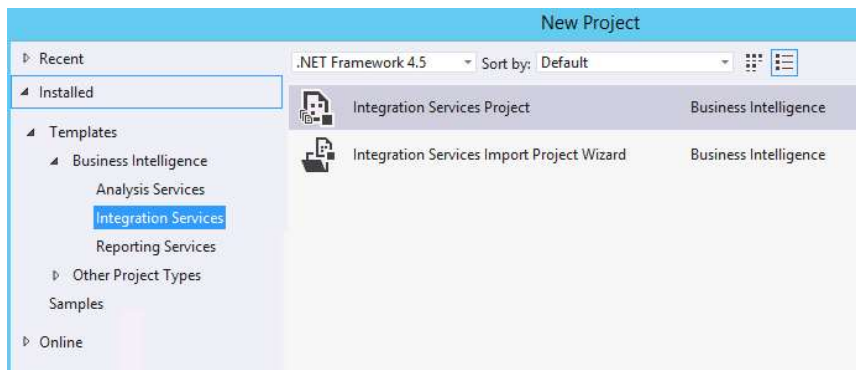 New Project
Recent
Installed
Templates
Business Intelligence
Analysis Services
Integration Services
Reporting Services
Other Project Types
Samples
Online
.NET Framework 4.5 Sort by: Default
Integration Services Project Business Intelligence
Integration Services Import Project Wizard Business Intelligence